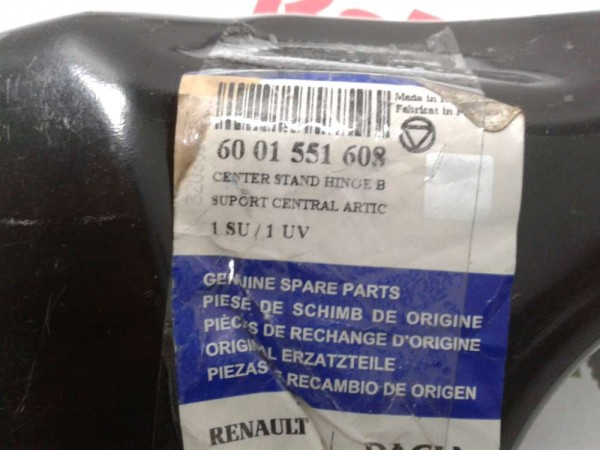 Made in
Fabricat in
60 01 551 608
CENTER STAND HINGE B
SUPORT CENTRAL ARTIC
1 SU / 1 UV
GENUINE SPARE PARTS
PIESE DE SCHIMB DE ORIGINE
PIÈCES DE RECHANGE D'ORIGINE
ORIGINAL ERZATZTEILE
PIEZAS RECAMBIO DE ORIGEN
RENAULT